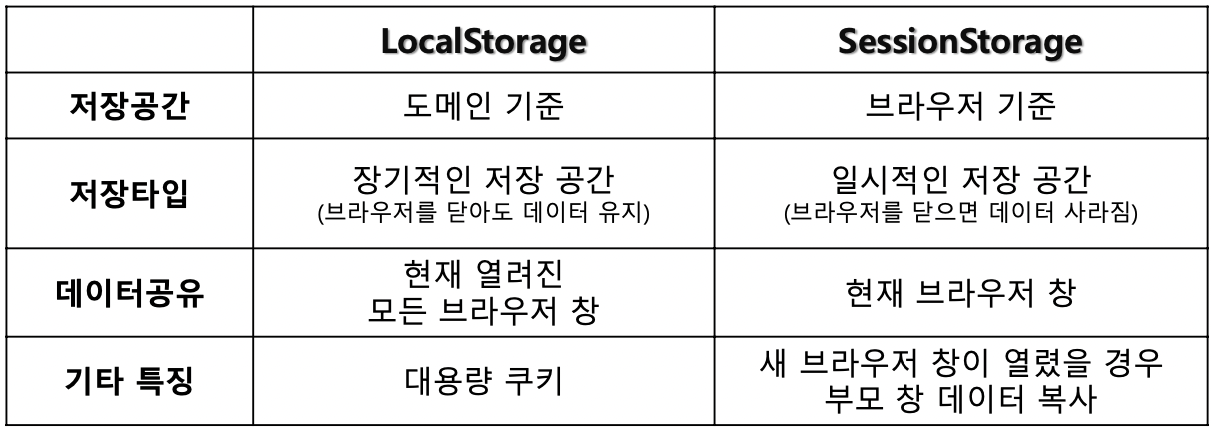 LocalStorage SessionStorage
저장공간 도메인 기준 브라우저 기준
저장타입 장기적인 저장 공간 일시적인 저장 공간
(브라우저를 닫아도 데이터 유지) (브라우저를 닫으면 데이터 사라짐)
데이터공유 현재 열려진 현재 브라우저 창
모든 브라우저 창
기타 특징 대용량 쿠키 새 브라우저 창이 열렸을 경우
부모 창 데이터 복사